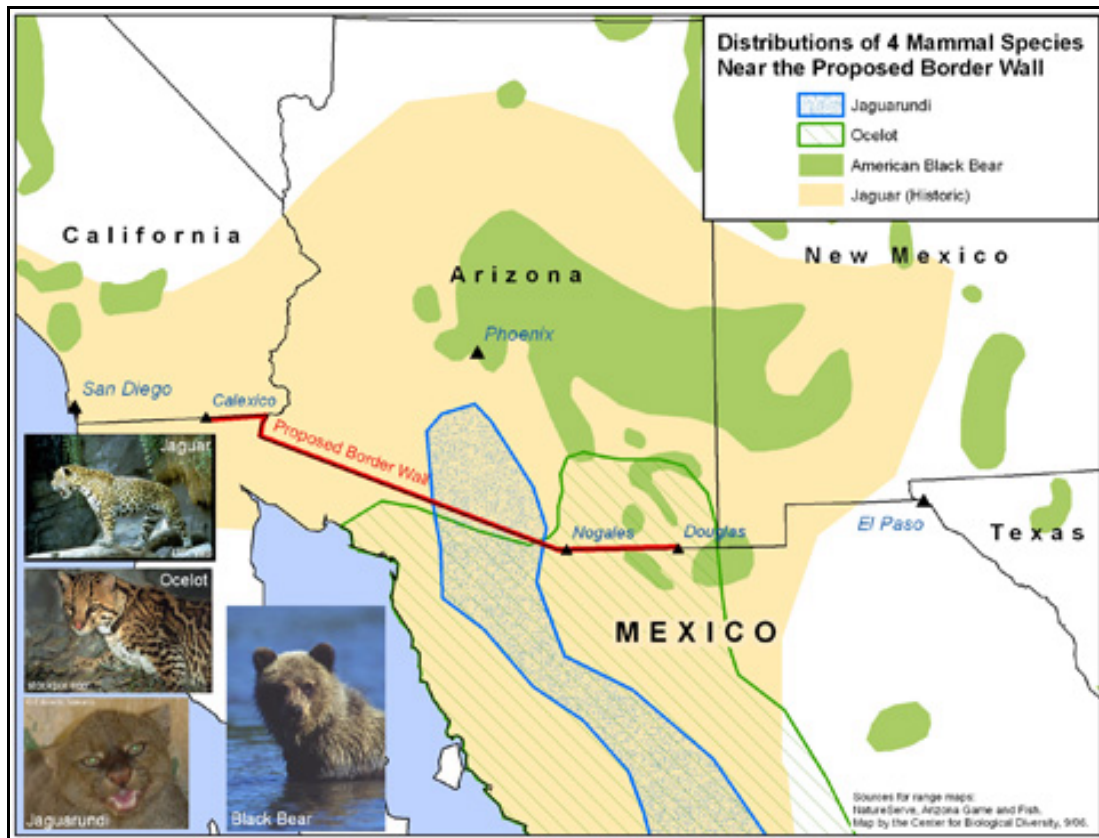 Distributions of 4 Mammal Species
Near the Proposed Border Wall
Jaguarundi
Ocelot
American Black Bear
Jaguar (Historic)
California
Arizona
New Mexico
Phoenix
San Diego
Calexico
Proposed Border Wall
Nogales
Douglas
El Paso
Texas
MEXICO
Jaguar
Ocelot
Jaguarundi
Black Bear
Sources for range maps:
NatureServe, Arizona Game and Fish.
Map by the Center for Biological Diversity, 9/06.